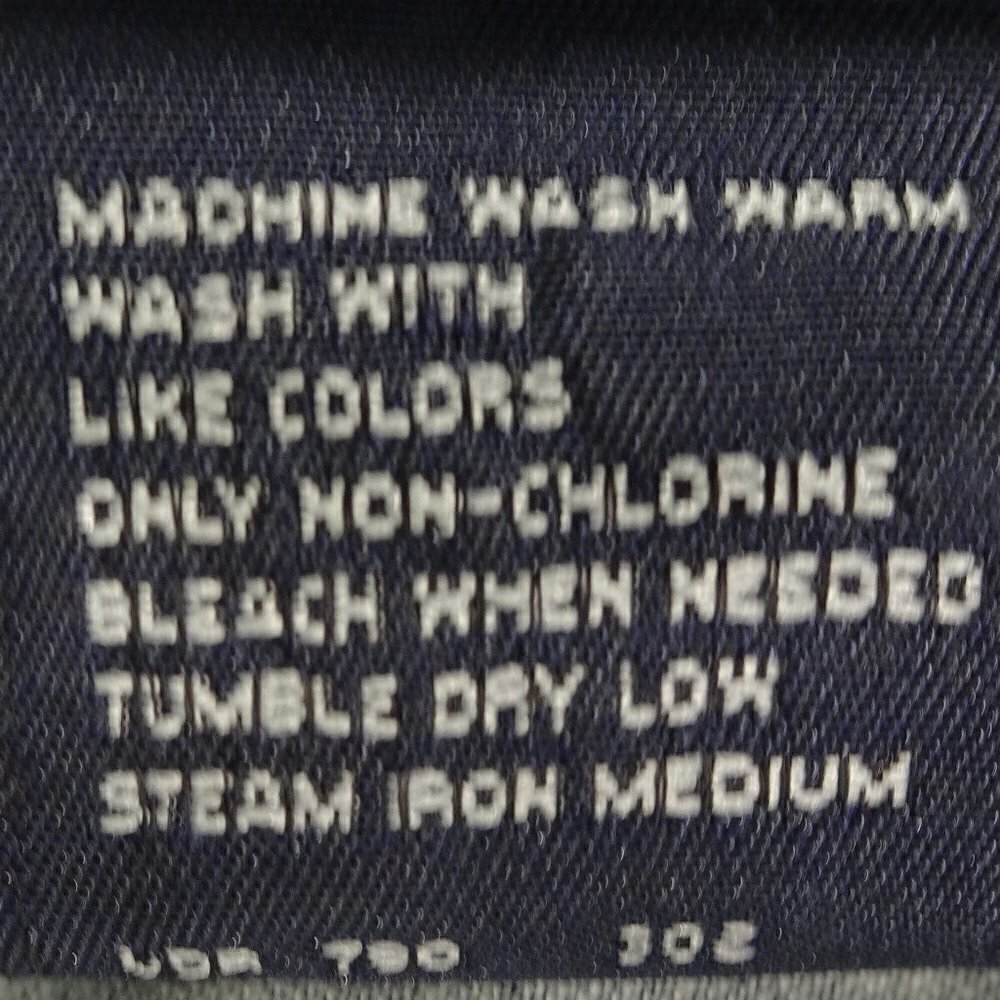 MACHINE WASH WARM
WASH WITH
LIKE COLORS
ONLY NON-CHLORINE
BLEACH WHEN NEEDED
TUMBLE DRY LOW
STEAM IRON MEDIUM